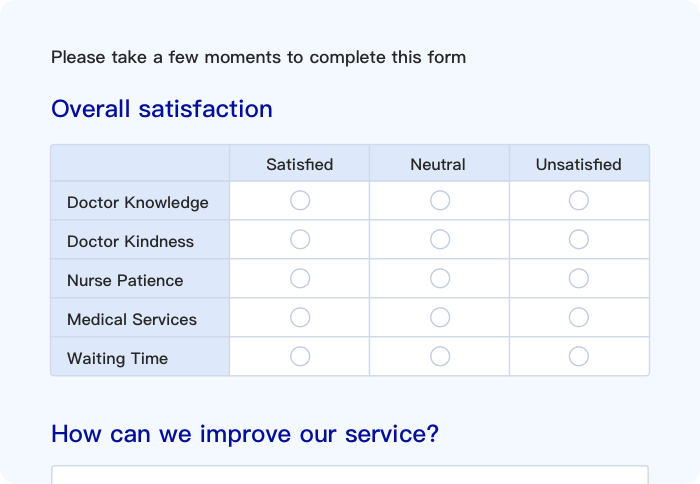 Please take a few moments to complete this form
Overall satisfaction
Satisfied Neutral Unsatisfied
Doctor Knowledge
Doctor Kindness
Nurse Patience
Medical Services
Waiting Time
How can we improve our service?